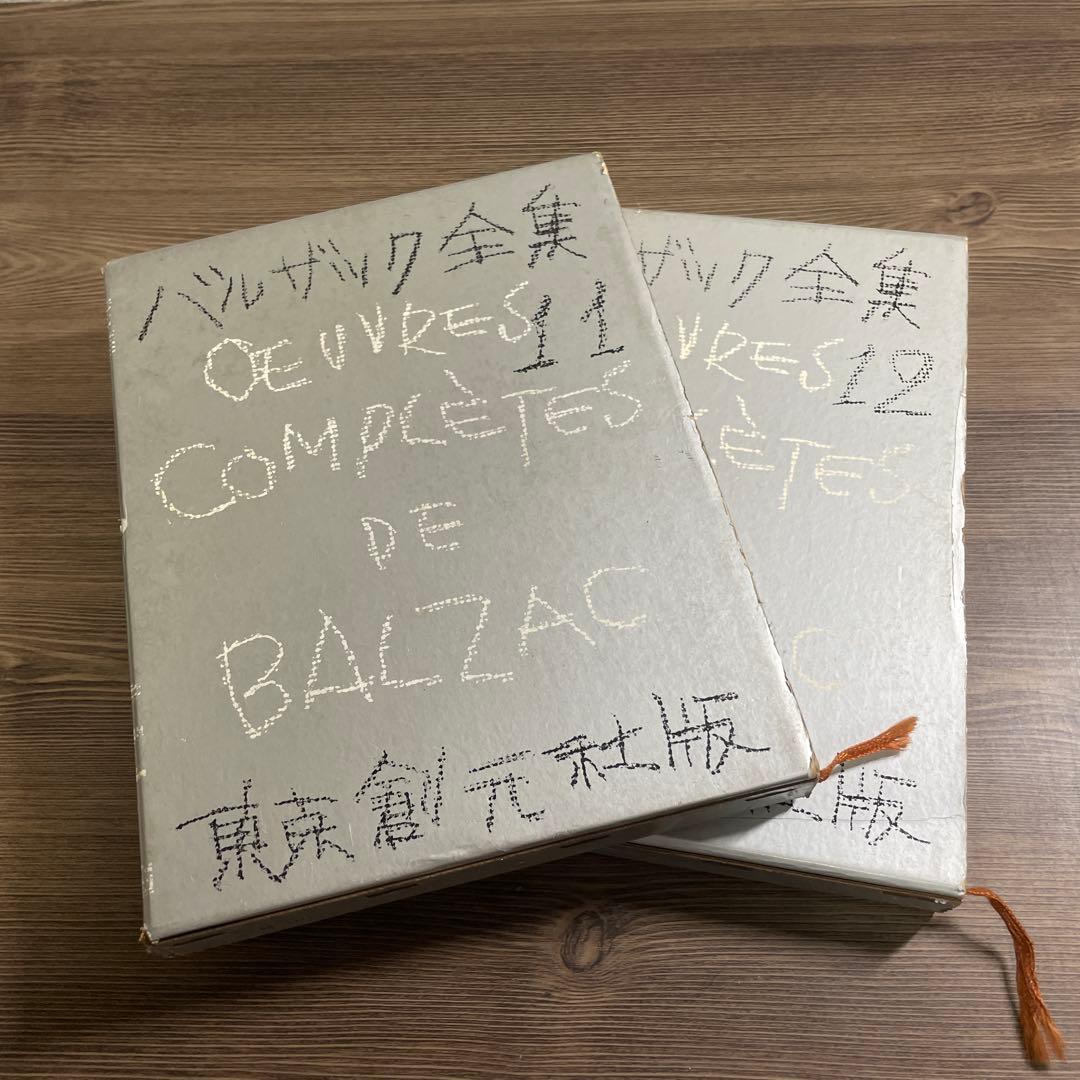 バルザック全集
OEUVRES 11
COMPLÈTES
DE
BALZAC
東京創元社版
ザック全集
VRES 12
ÈTES
C
社版